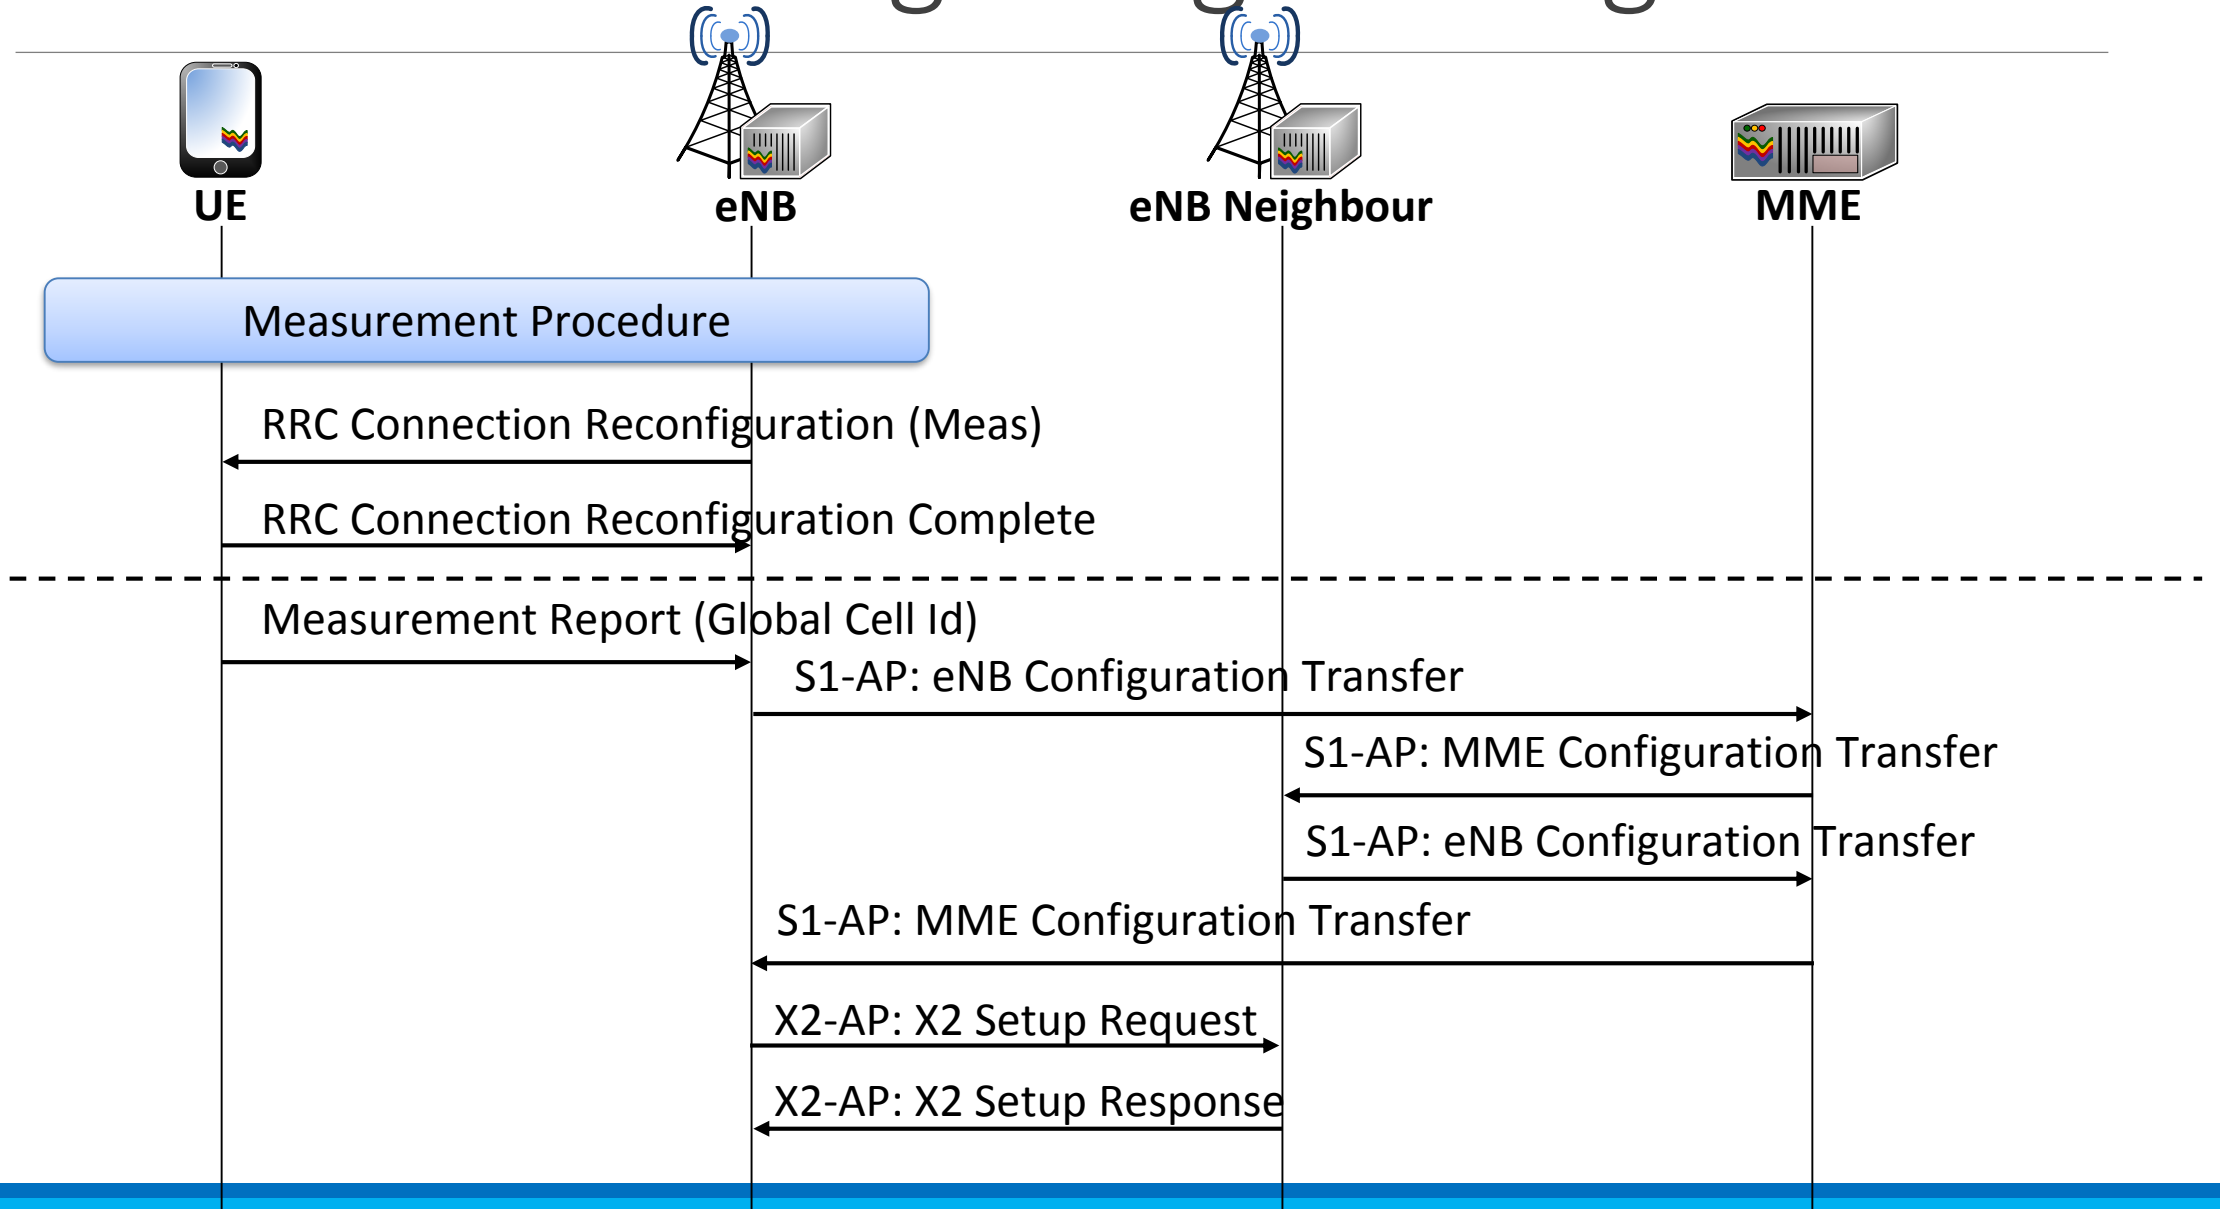 UE
eNB
eNB Neighbour
MME
Measurement Procedure
RRC Connection Reconfiguration (Meas)
RRC Connection Reconfiguration Complete
Measurement Report (Global Cell Id)
S1-AP: eNB Configuration Transfer
S1-AP: MME Configuration Transfer
S1-AP: eNB Configuration Transfer
S1-AP: MME Configuration Transfer
X2-AP: X2 Setup Request
X2-AP: X2 Setup Response